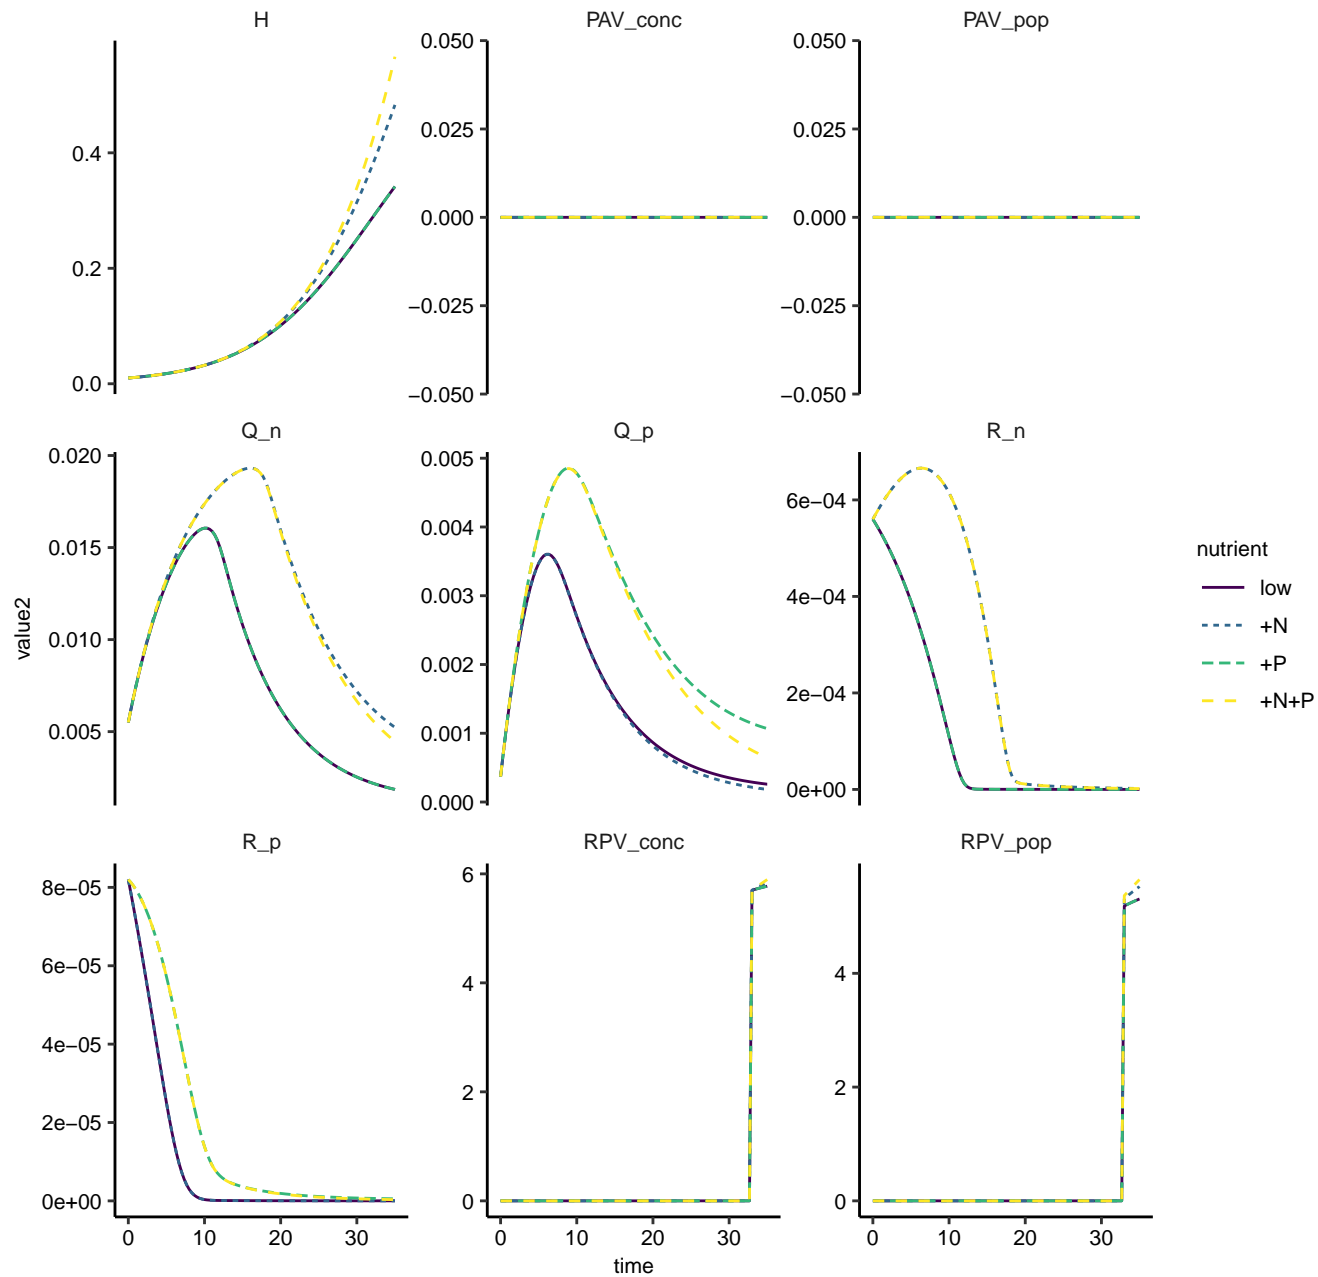 H
PAV_conc
PAV_pop
0.4
0.2
0.0
0.050
0.025
0.000
−0.025
−0.050
0.050
0.025
0.000
−0.025
−0.050
Q_n
Q_p
R_n
0.020
0.015
0.010
0.005
0.005
0.004
0.003
0.002
0.001
0.000
6e−04
4e−04
2e−04
0e+00
R_p
RPV_conc
RPV_pop
8e−05
6e−05
4e−05
2e−05
0e+00
6
4
2
0
4
2
0
0 10 20 30
0 10 20 30
0 10 20 30
time
value2
nutrient
low
+N
+P
+N+P